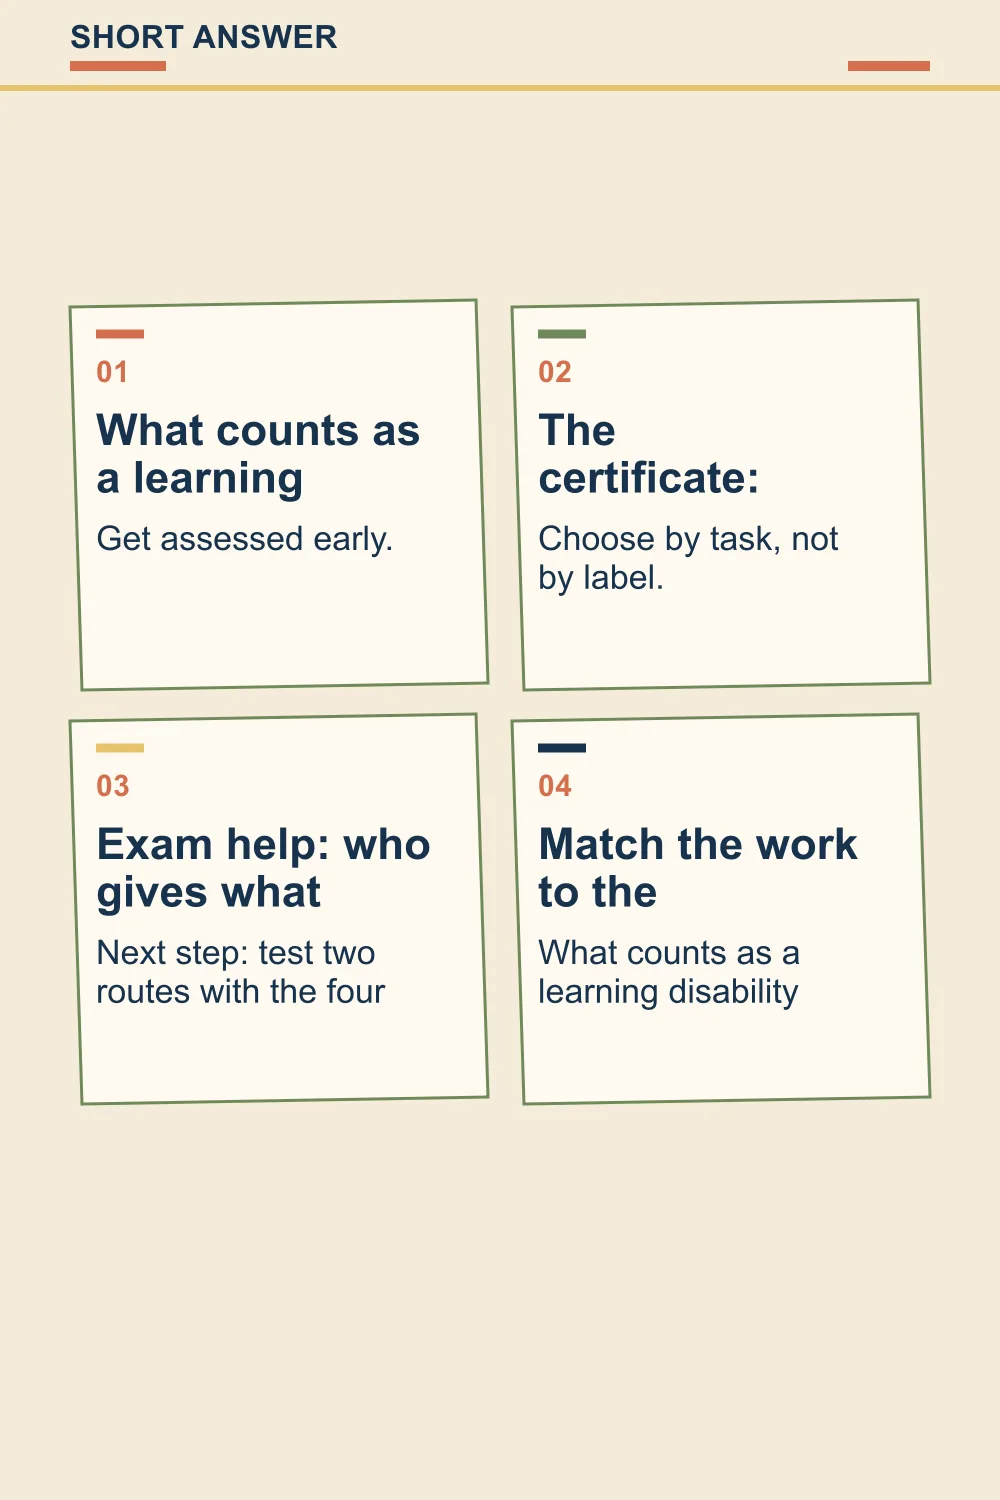 SHORT ANSWER
01
What counts as
a learning
Get assessed early.
02
The
certificate:
Choose by task, not
by label.
03
Exam help: who
gives what
Next step: test two
routes with the four
04
Match the work
to the
What counts as a
learning disability